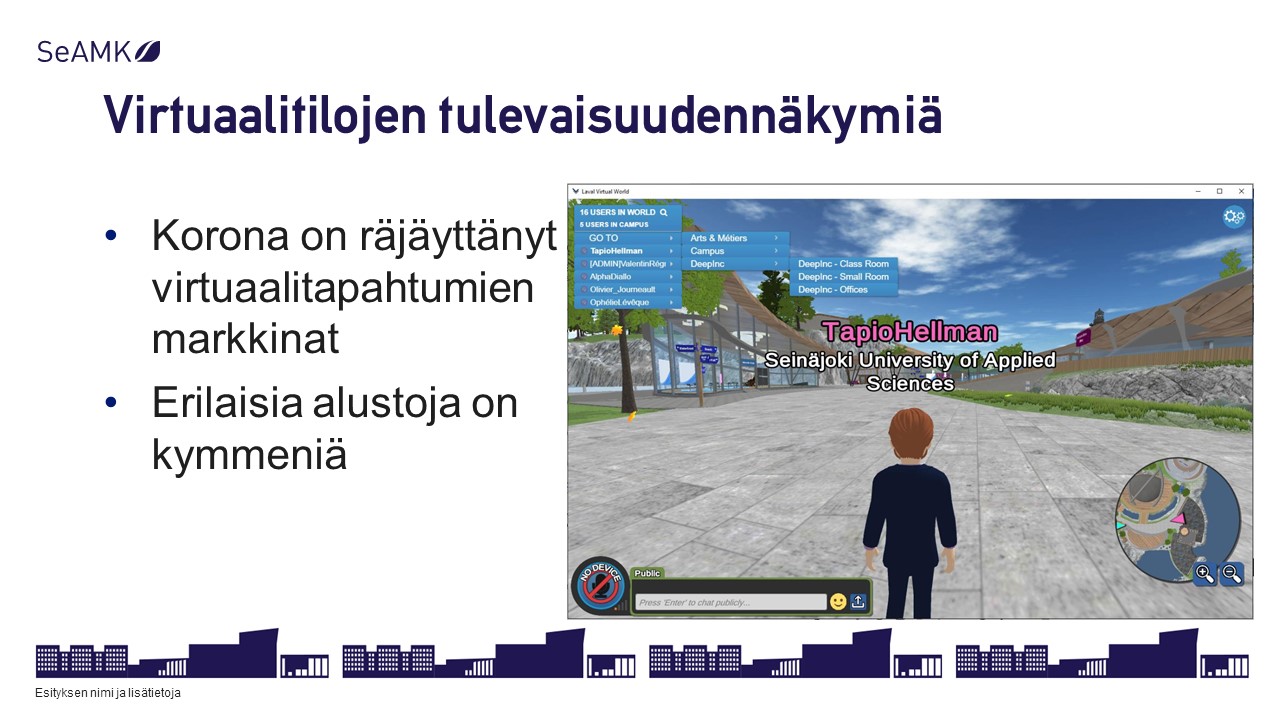 SeAMK
Virtuaalitilojen tulevaisuudennäkymiä
• Korona on räjäyttänyt
virtuaalitapahtumien
markkinat
• Erilaisia alustoja on
kymmeniä
Laval Virtual World
16 USERS IN WORLD
5 USERS IN CAMPUS
GO TO
TapioHellman
[ADMIN]ValentinRégi
AlphaDiallo
Olivier_Journeault
OphélieLévêque
Arts & Métiers
Campus
DeepInc
DeepInc - Class Room
DeepInc - Small Room
DeepInc - Offices
TapioHellman
Seinäjoki University of Applied
Sciences
NO DEVICE
Public
Press 'Enter' to chat publicly...
Esityksen nimi ja lisätietoja